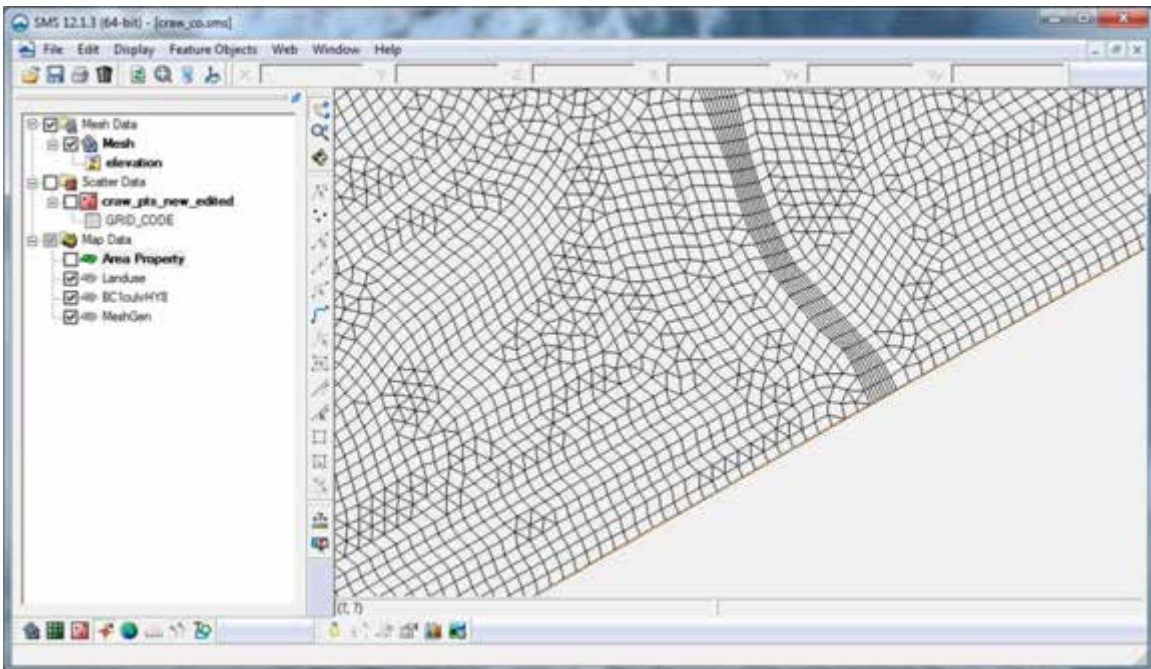 SMS 12.1.3 (64-bit) - [craw_co.sms]
File Edit Display Feature Objects Web Window Help
Mesh Data
Mesh
elevation
Scatter Data
craw_pts_new_edited
GRID_CODE
Map Data
Area Property
Landuse
MeshGen
(?, ?)